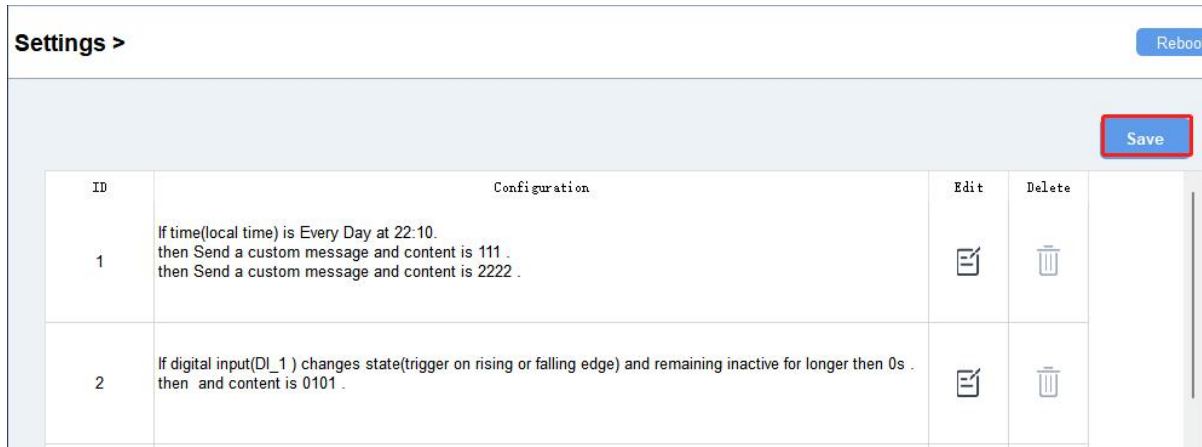 Settings >
Reboo
Save
ID Configuration Edit Delete
1
If time(local time) is Every Day at 22:10.
then Send a custom message and content is 111 .
then Send a custom message and content is 2222 .
2
If digital input(DI_1 ) changes state(trigger on rising or falling edge) and remaining inactive for longer then 0s .
then  and content is 0101 .